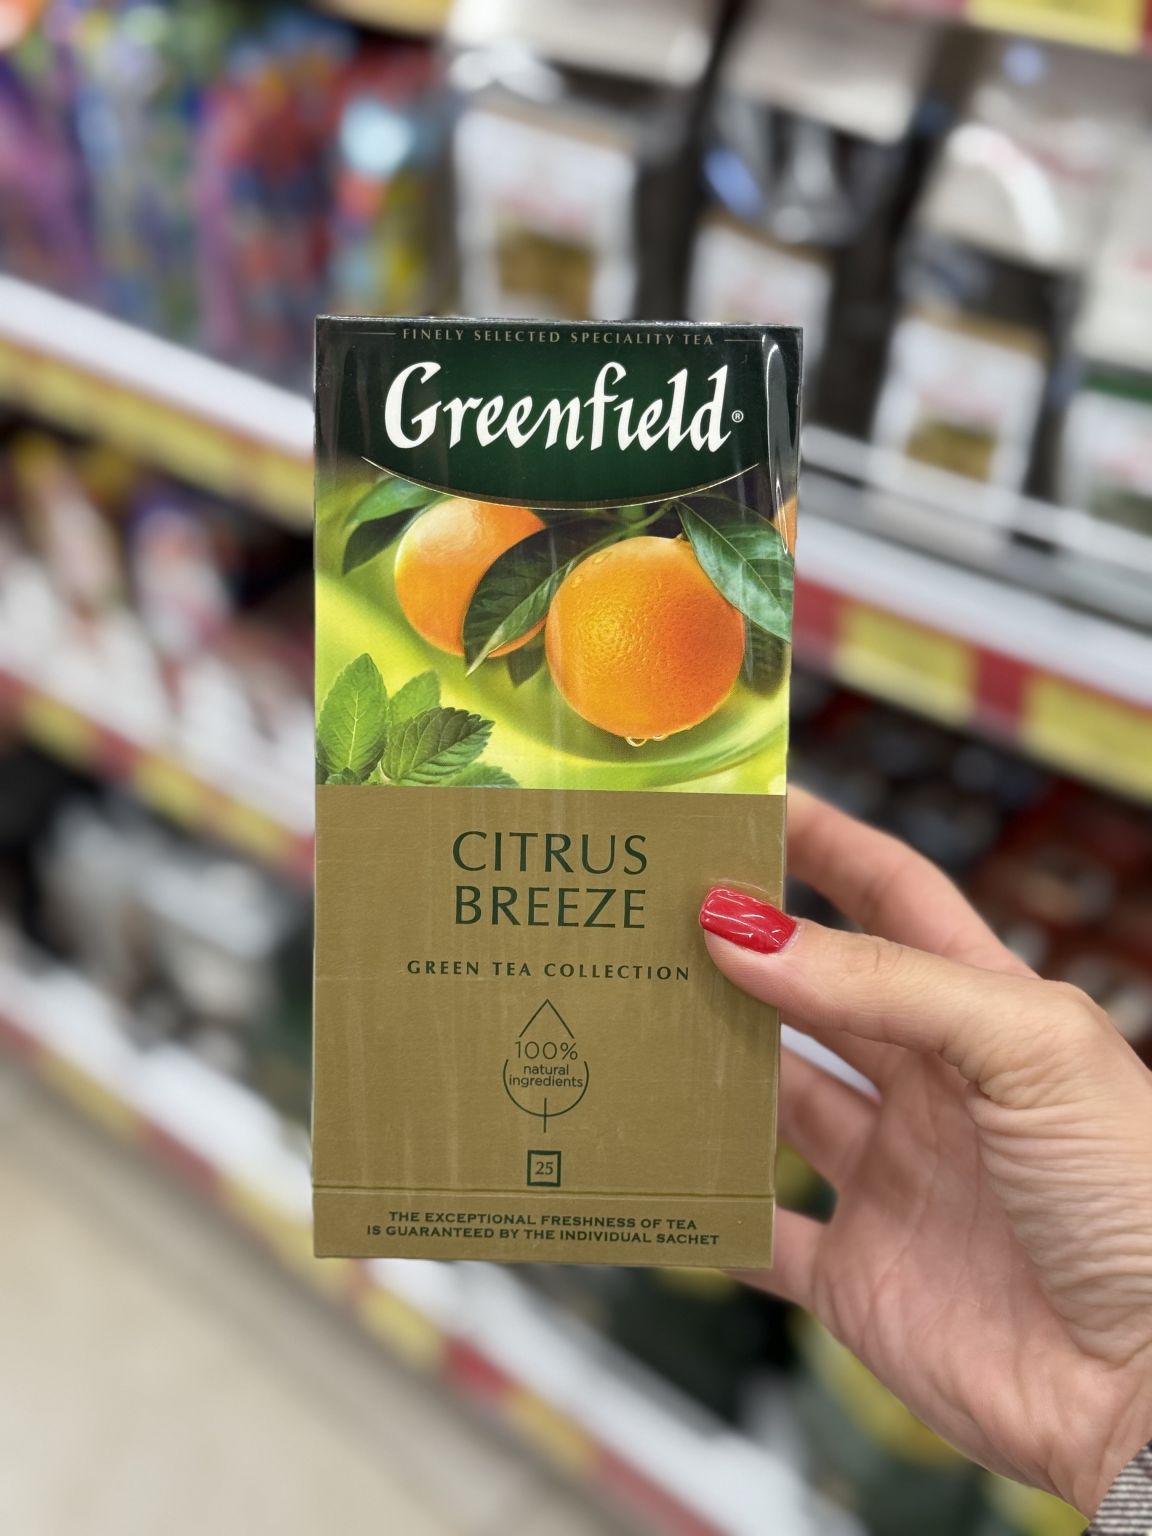 FINELY SELECTED SPECIALITY TEA
Greenfield®
CITRUS
BREEZE
GREEN TEA COLLECTION
100%
natural
ingredients
25
THE EXCEPTIONAL FRESHNESS OF TEA
IS GUARANTEED BY THE INDIVIDUAL SACHET